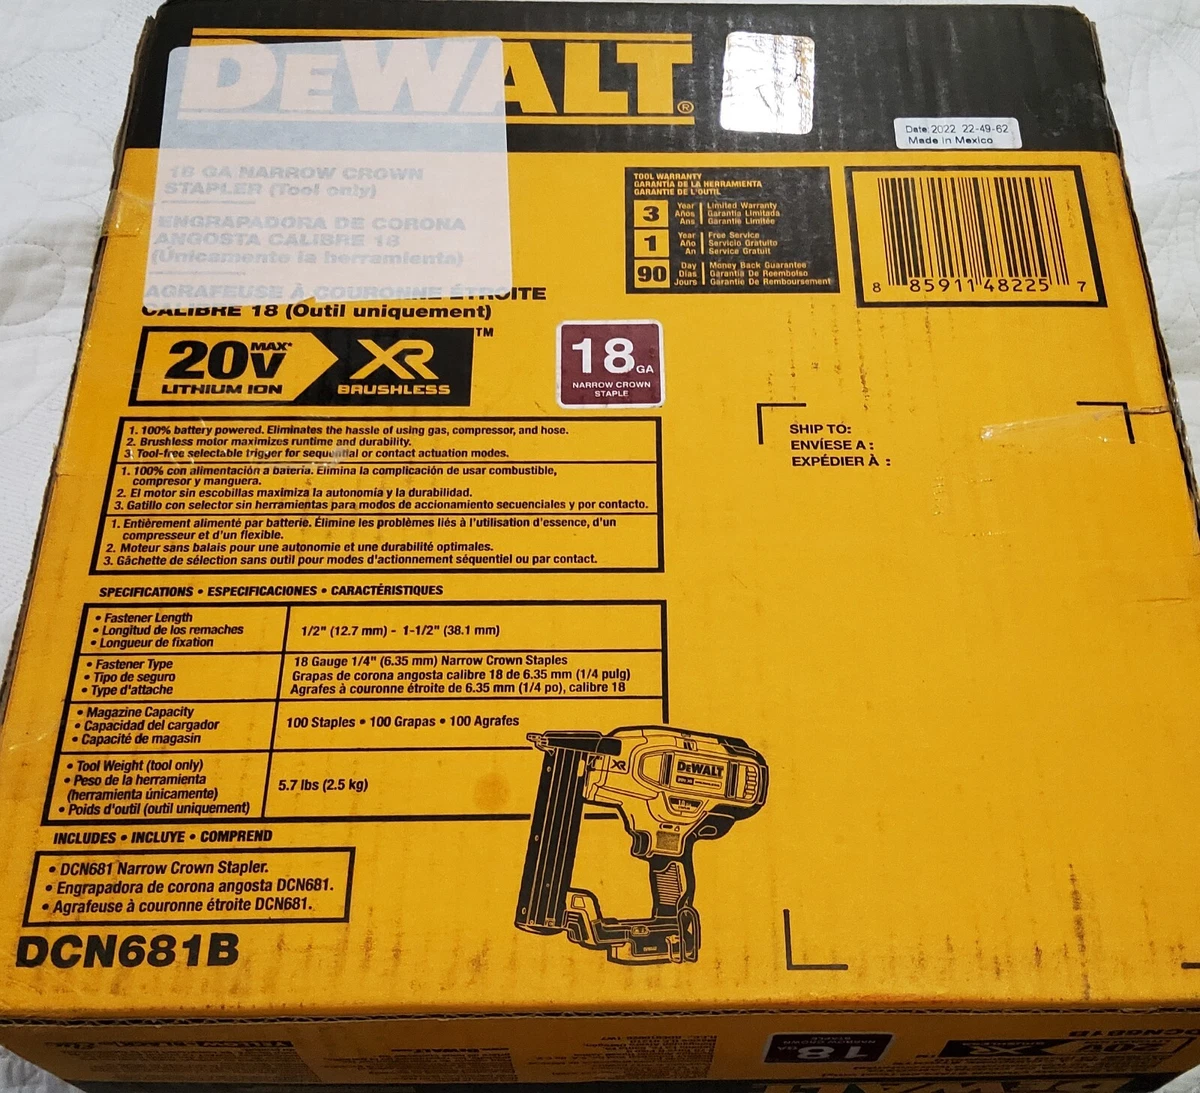 DEWALT®
Date: 2022 22-49-62
Made in Mexico
18 GA NARROW CROWN
STAPLER (Tool only)
ENGRAPADORA DE CORONA
ANGOSTA CALIBRE 18
(Únicamente la herramienta)
AGRAFEUSE À COURONNE ÉTROITE
CALIBRE 18 (Outil uniquement)
TOOL WARRANTY
GARANTÍA DE LA HERRAMIENTA
GARANTIE DE L'OUTIL
3 Year Años Ans
Limited Warranty
Garantía Limitada
Garantie Limitée
1 Year Año An
Free Service
Servicio Gratuito
Service Gratuit
90 Day Días Jours
Money Back Guarantee
Garantía De Reembolso
Garantie De Remboursement
8 85911 48225 7
20V MAX*
LITHIUM ION
XR
BRUSHLESS
TM
18 GA
NARROW CROWN
STAPLE
1. 100% battery powered. Eliminates the hassle of using gas, compressor, and hose.
2. Brushless motor maximizes runtime and durability.
3. Tool-free selectable trigger for sequential or contact actuation modes.
1. 100% con alimentación a batería. Elimina la complicación de usar combustible,
compresor y manguera.
2. El motor sin escobillas maximiza la autonomía y la durabilidad.
3. Gatillo con selector sin herramientas para modos de accionamiento secuenciales y por contacto.
1. Entièrement alimenté par batterie. Élimine les problèmes liés à l'utilisation d'essence, d'un
compresseur et d'un flexible.
2. Moteur sans balais pour une autonomie et une durabilité optimales.
3. Gâchette de sélection sans outil pour modes d'actionnement séquentiel ou par contact.
SHIP TO:
ENVÍESE A :
EXPÉDIER À :
SPECIFICATIONS • ESPECIFICACIONES • CARACTÉRISTIQUES
• Fastener Length
• Longitud de los remaches
• Longueur de fixation
1/2" (12.7 mm) - 1-1/2" (38.1 mm)
• Fastener Type
• Tipo de seguro
• Type d'attache
18 Gauge 1/4" (6.35 mm) Narrow Crown Staples
Grapas de corona angosta calibre 18 de 6.35 mm (1/4 pulg)
Agrafes à couronne étroite de 6.35 mm (1/4 po), calibre 18
• Magazine Capacity
• Capacidad del cargador
• Capacité de magasin
100 Staples • 100 Grapas • 100 Agrafes
• Tool Weight (tool only)
• Peso de la herramienta
(herramienta únicamente)
• Poids d'outil (outil uniquement)
5.7 lbs (2.5 kg)
XR
DEWALT
INCLUDES • INCLUYE • COMPREND
• DCN681 Narrow Crown Stapler.
• Engrapadora de corona angosta DCN681.
• Agrafeuse à couronne étroite DCN681.
DCN681B
DCN681B
18 GA
NARROW CROWN
STAPLE
20V
XR
DEWALT